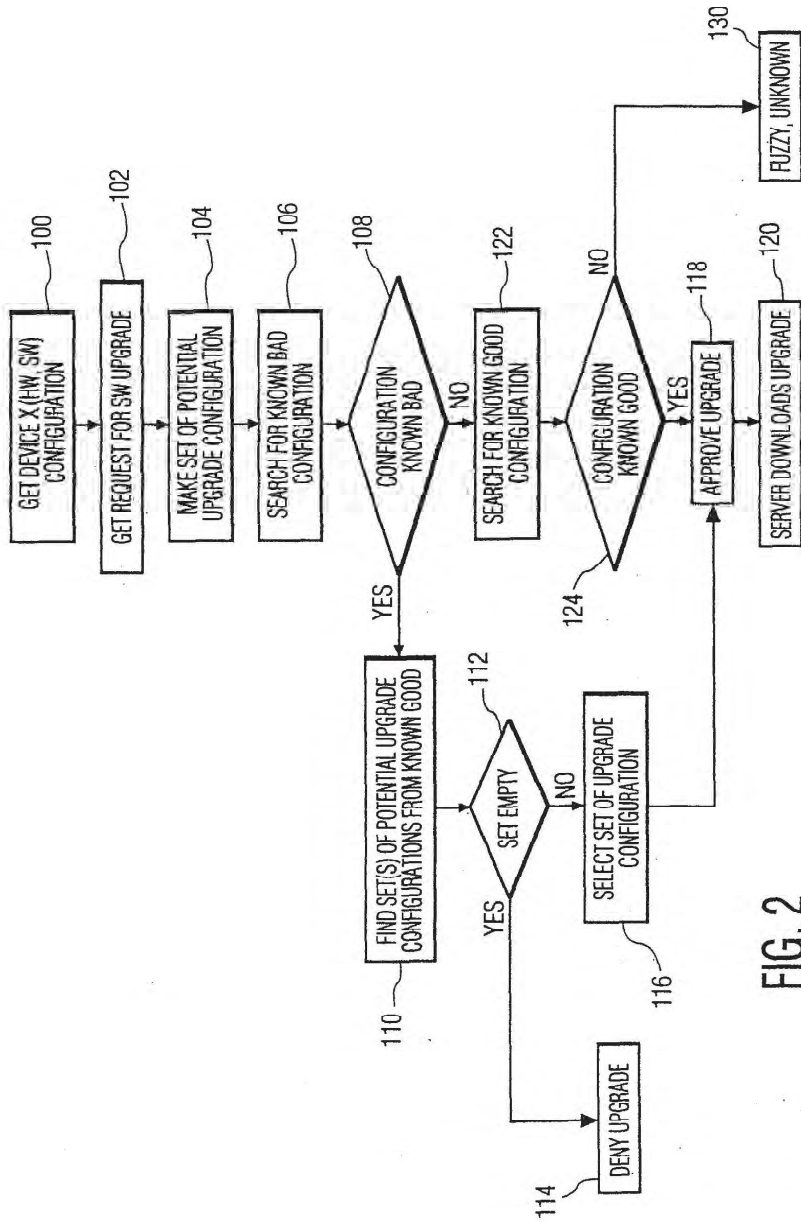 100
GET DEVICE X (HW, SW)
CONFIGURATION
102
GET REQUEST FOR SW UPGRADE
104
MAKE SET OF POTENTIAL
UPGRADE CONFIGURATION
106
SEARCH FOR KNOWN BAD
CONFIGURATION
108
CONFIGURATION
KNOWN BAD
YES
NO
110
FIND SET(S) OF POTENTIAL UPGRADE
CONFIGURATIONS FROM KNOWN GOOD
122
SEARCH FOR KNOWN GOOD
CONFIGURATION
112
SET EMPTY
YES
NO
124
CONFIGURATION
KNOWN GOOD
NO
YES
116
SELECT SET OF UPGRADE
CONFIGURATION
118
APPROVE UPGRADE
114
DENY UPGRADE
120
SERVER DOWNLOADS UPGRADE
130
FUZZY, UNKNOWN
FIG. 2